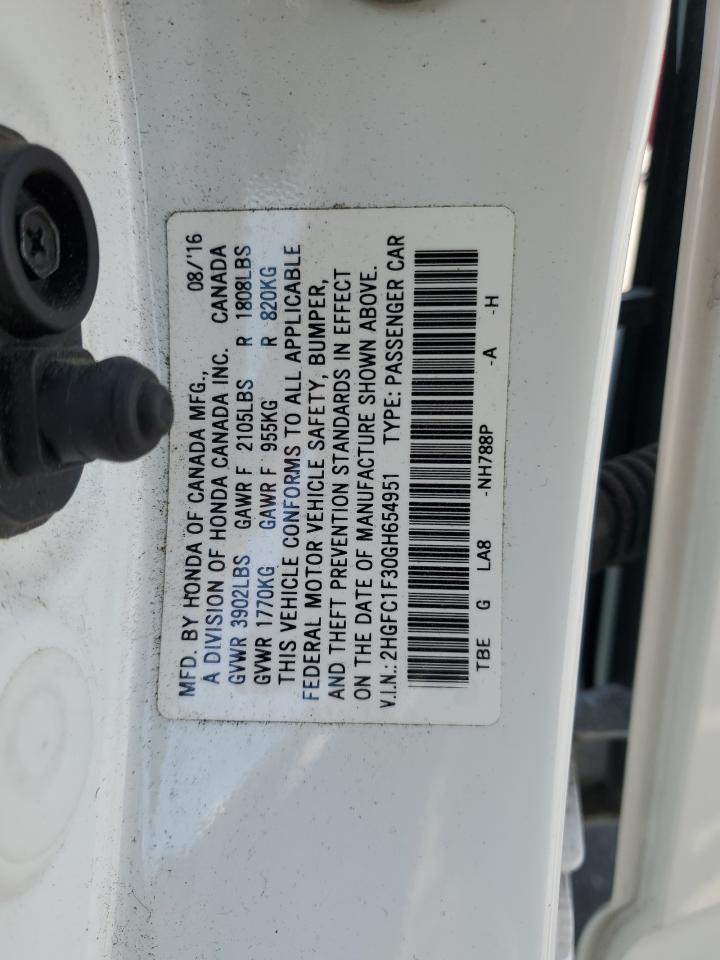 MFD. BY HONDA OF CANADA MFG., 08/'16
A DIVISION OF HONDA CANADA INC. CANADA
GVWR 3902LBS GAWR F 2105LBS R 1808LBS
GVWR 1770KG GAWR F 955KG R 820KG
THIS VEHICLE CONFORMS TO ALL APPLICABLE
FEDERAL MOTOR VEHICLE SAFETY, BUMPER,
AND THEFT PREVENTION STANDARDS IN EFFECT
ON THE DATE OF MANUFACTURE SHOWN ABOVE.
V.I.N.: 2HGFC1F30GH654951 TYPE: PASSENGER CAR
TBE G LA8 -NH788P -A -H